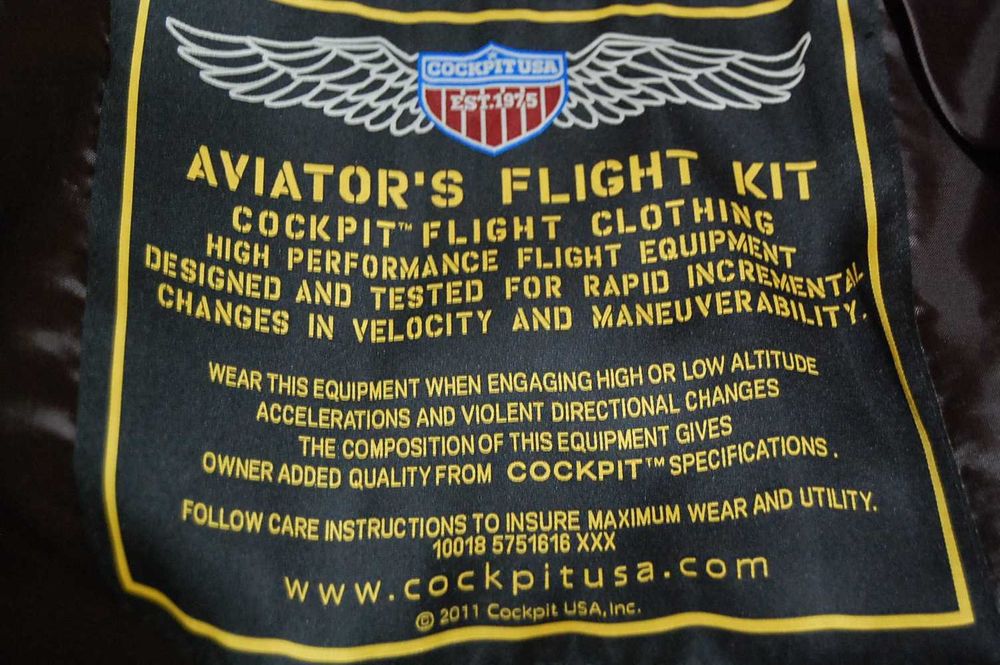 COCKPIT USA
EST. 1975
AVIATOR'S FLIGHT KIT
COCKPIT™ FLIGHT CLOTHING
HIGH PERFORMANCE FLIGHT EQUIPMENT
DESIGNED AND TESTED FOR RAPID INCREMENTAL
CHANGES IN VELOCITY AND MANEUVERABILITY.
WEAR THIS EQUIPMENT WHEN ENGAGING HIGH OR LOW ALTITUDE
ACCELERATIONS AND VIOLENT DIRECTIONAL CHANGES
THE COMPOSITION OF THIS EQUIPMENT GIVES
OWNER ADDED QUALITY FROM COCKPIT™ SPECIFICATIONS.
FOLLOW CARE INSTRUCTIONS TO INSURE MAXIMUM WEAR AND UTILITY.
10018 5751616 XXX
www.cockpitusa.com
© 2011 Cockpit USA, Inc.